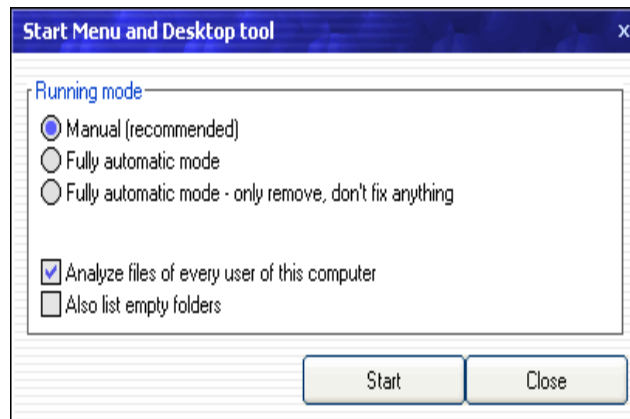 Start Menu and Desktop tool
x
Running mode
Manual (recommended)
Fully automatic mode
Fully automatic mode - only remove, don't fix anything
Analyze files of every user of this computer
Also list empty folders
Start
Close